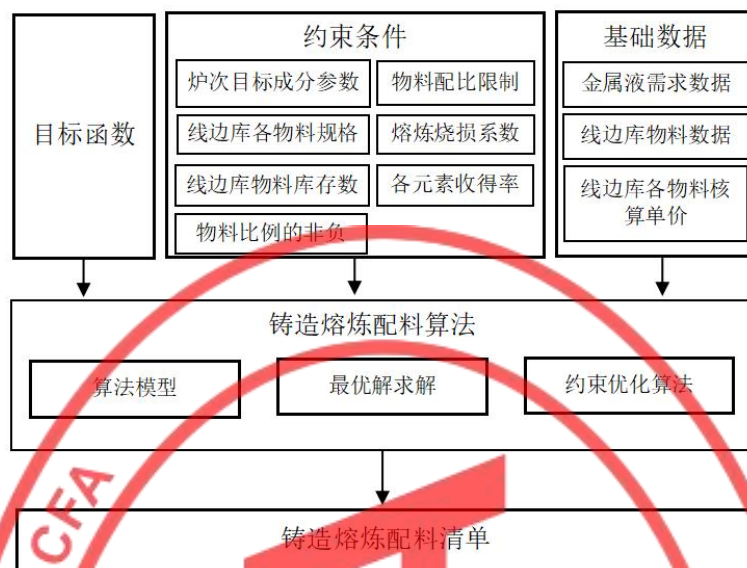 目标函数
约束条件
炉次目标成分参数
物料配比限制
线边库各物料规格
熔炼烧损系数
线边库物料库存数
各元素收得率
物料比例的非负
基础数据
金属液需求数据
线边库物料数据
线边库各物料核
算单价
铸造熔炼配料算法
算法模型
最优解求解
约束优化算法
铸造熔炼配料清单
CFA